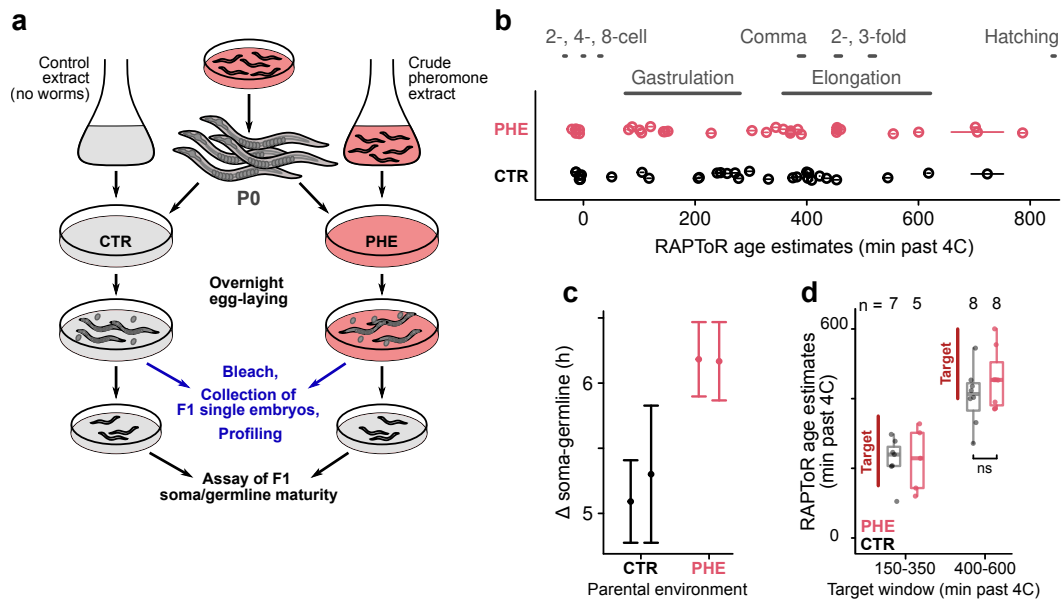 a
Control
extract
(no worms)
Crude
pheromone
extract
P0
CTR
PHE
Overnight
egg-laying
Bleach,
Collection of
F1 single embryos,
Profiling
Assay of F1
soma/germline maturity
b
2-, 4-, 8-cell
Comma
2-, 3-fold
Hatching
Gastrulation
Elongation
PHE
CTR
0
200
400
600
800
RAPToR age estimates (min past 4C)
c
Δ soma-germline (h)
6
5
CTR
PHE
Parental environment
d
n = 7 5 8 8
RAPToR age estimates
(min past 4C)
600
0
Target
Target
ns
PHE
CTR
150-350
400-600
Target window (min past 4C)